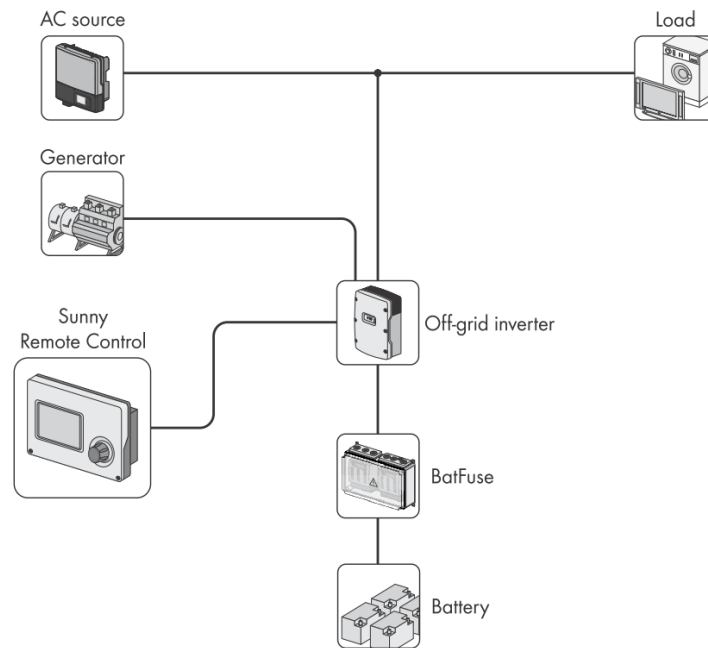 AC source
Load
Generator
Sunny
Remote Control
Off-grid inverter
BatFuse
Battery